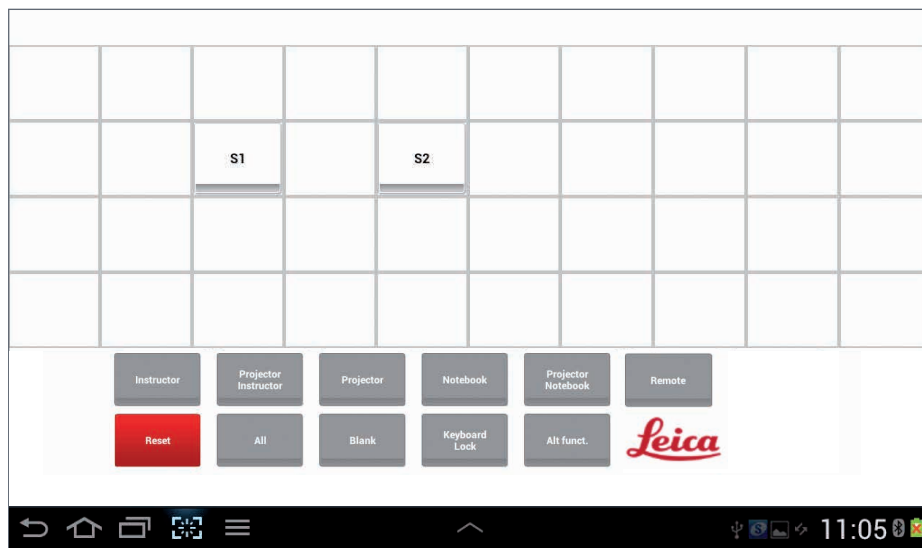 S1 S2
Instructor
Projector
Instructor
Projector
Notebook
Projector
Notebook
Remote
Reset
All
Blank
Keyboard
Lock
Alt funct.
Leica
11:05